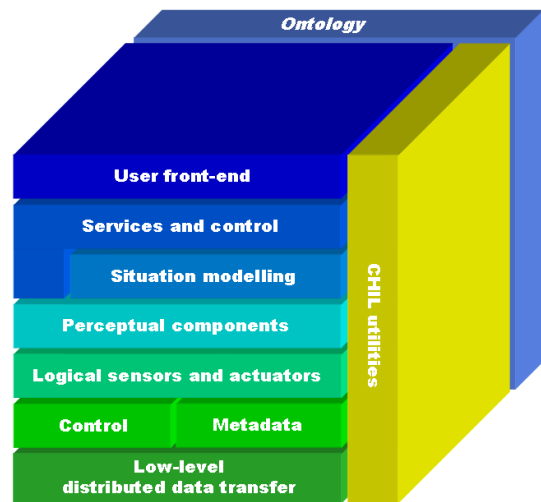 Ontology
User front-end
Services and control
Situation modelling
Perceptual components
Logical sensors and actuators
Control
Metadata
Low-level
distributed data transfer
CHIL utilities